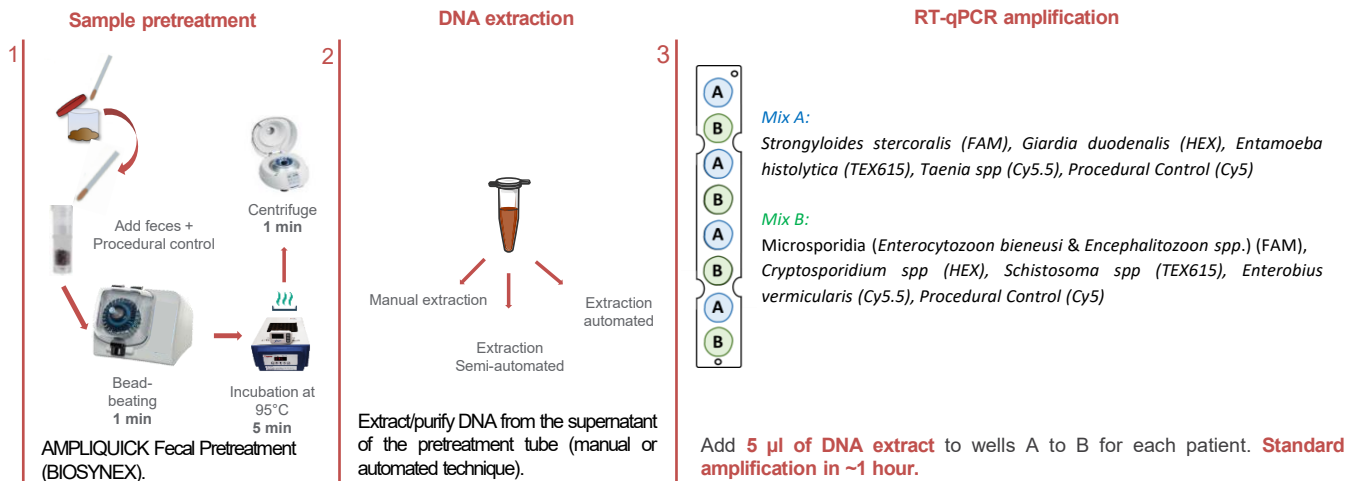 Sample pretreatment
DNA extraction
RT-qPCR amplification
1
2
3
Add feces +
Procedural control
Centrifuge
1 min
Bead-
beating
1 min
Incubation at
95°C
5 min
AMPLIQUICK Fecal Pretreatment
(BIOSYNEX).
Manual extraction
Extraction
Semi-automated
Extraction
automated
Extract/purify DNA from the supernatant
of the pretreatment tube (manual or
automated technique).
A
B
A
B
A
B
A
B
Mix A:
Strongyloides stercoralis (FAM), Giardia duodenalis (HEX), Entamoeba
histolytica (TEX615), Taenia spp (Cy5.5), Procedural Control (Cy5)
Mix B:
Microsporidia (Enterocytozoon bieneusi & Encephalitozoon spp.) (FAM),
Cryptosporidium spp (HEX), Schistosoma spp (TEX615), Enterobius
vermicularis (Cy5.5), Procedural Control (Cy5)
Add 5 µl of DNA extract to wells A to B for each patient. Standard
amplification in ~1 hour.